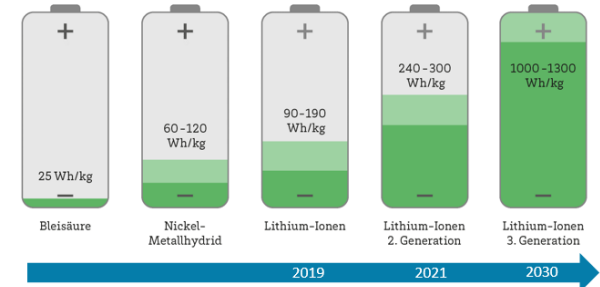 25 Wh/kg
60–120
Wh/kg
90–190
Wh/kg
240–300
Wh/kg
1000–1300
Wh/kg
Bleisäure
Nickel-
Metallhydrid
Lithium-Ionen
Lithium-Ionen
2. Generation
Lithium-Ionen
3. Generation
2019
2021
2030